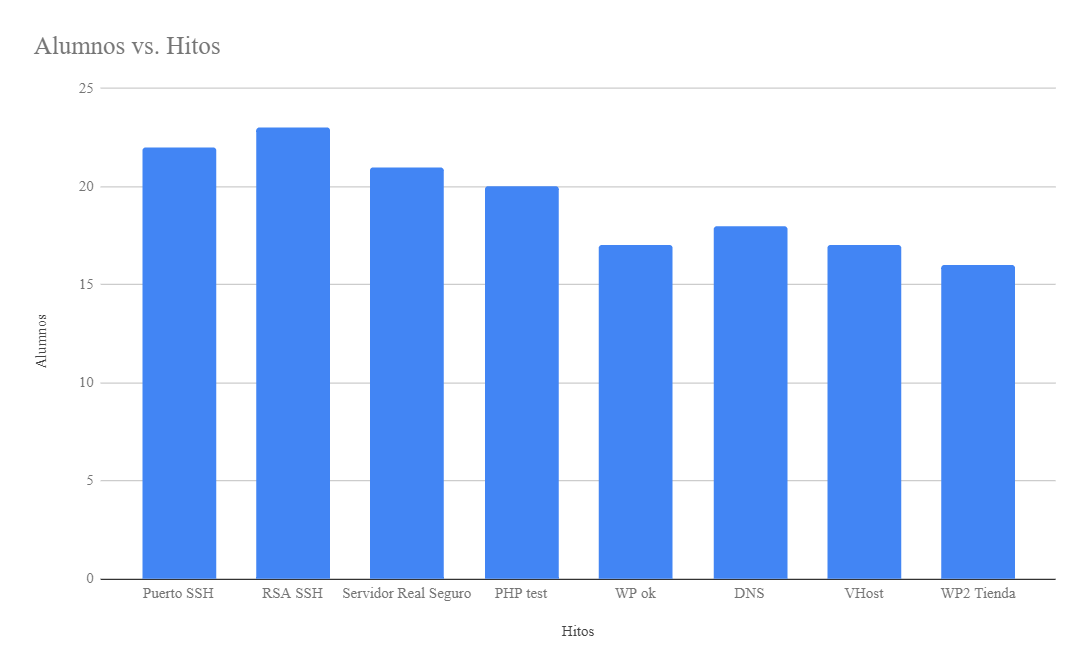 Alumnos vs. Hitos
25
20
15
10
5
0
Alumnos
Puerto SSH
RSA SSH
Servidor Real Seguro
PHP test
WP ok
DNS
VHost
WP2 Tienda
Hitos